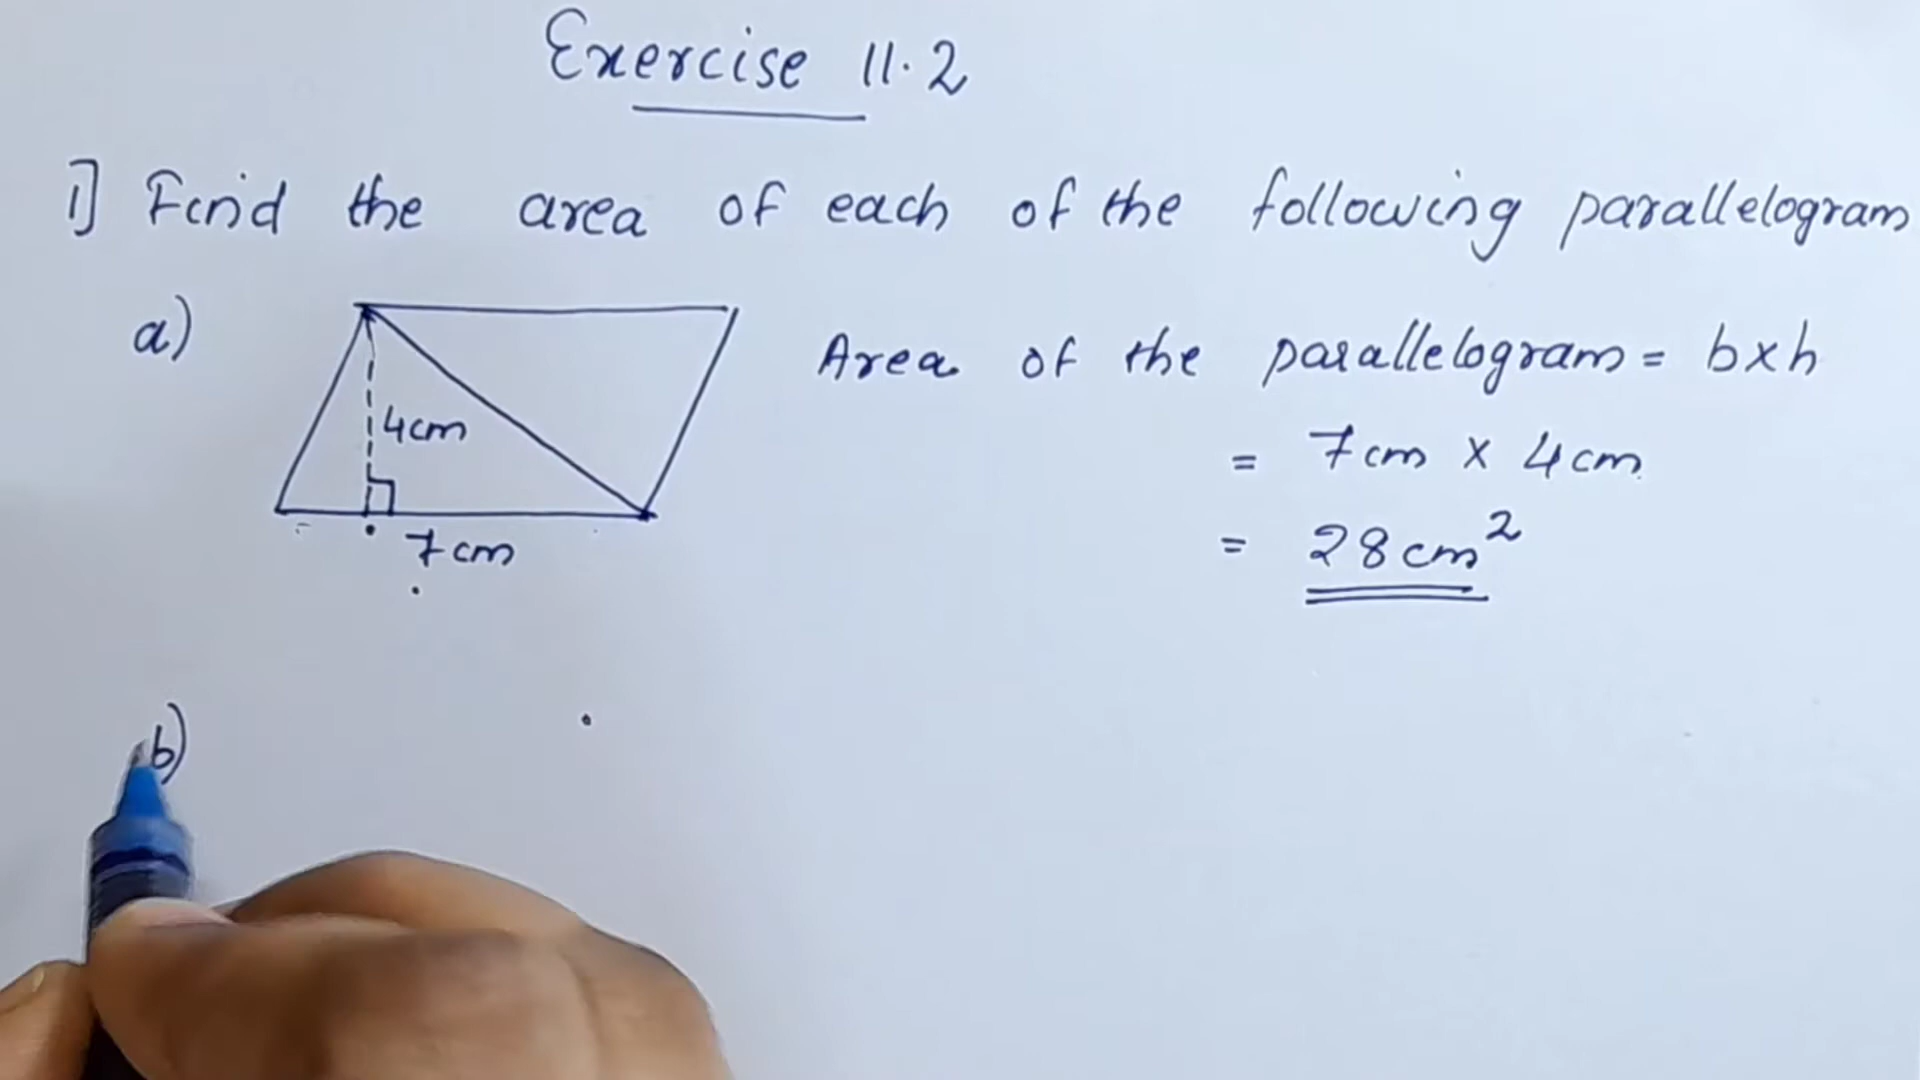 Exercise 11.2
1] Find the area of each of the following parallelogram
a)
4cm
7cm
Area of the parallelogram = b×h
= 7cm × 4cm
= 28cm²
b)